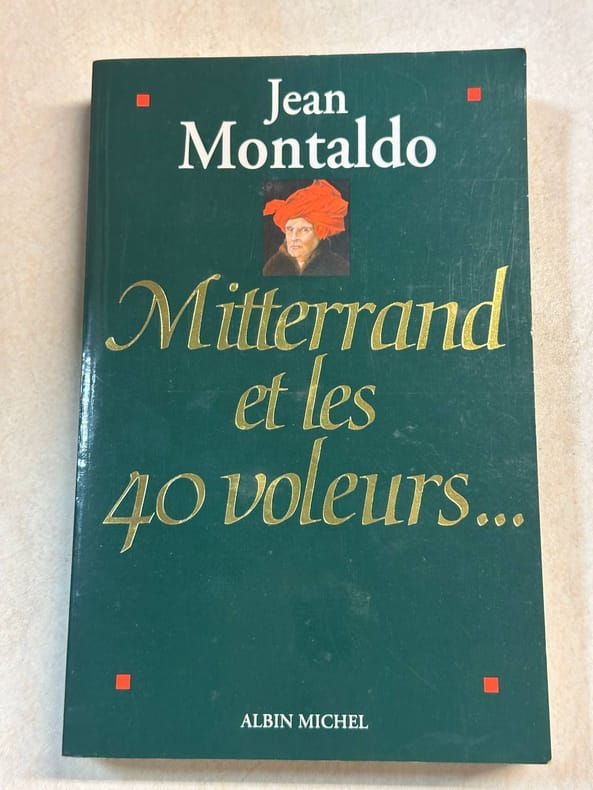 Jean
Montaldo
Mitterrand
et les
40 voleurs...
ALBIN MICHEL